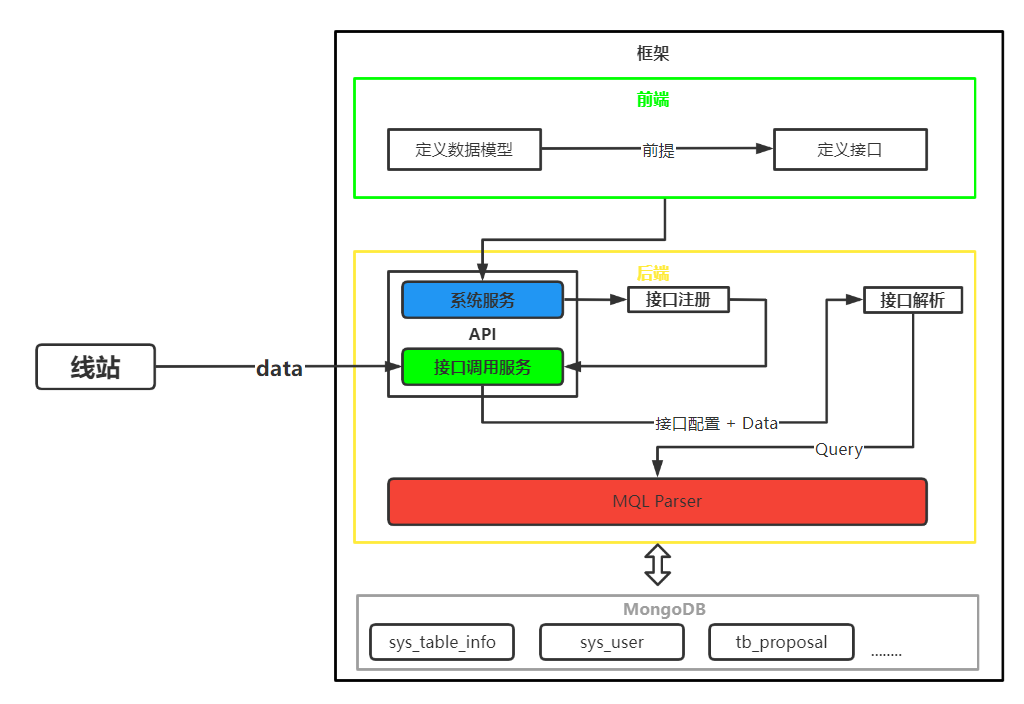 框架
前端
定义数据模型
前提
定义接口
后端
系统服务
接口注册
接口解析
API
线站
data
接口调用服务
接口配置 + Data
Query
MQL Parser
MongoDB
sys_table_info
sys_user
tb_proposal
........